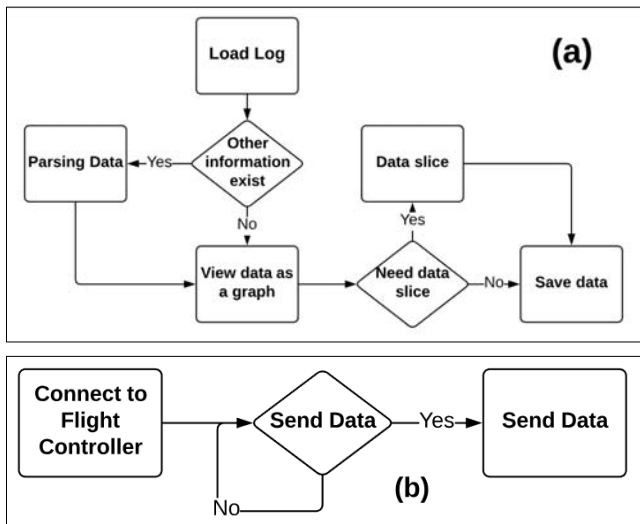 Load Log
(a)
Other
information
exist
Yes
Parsing Data
No
View data as
a graph
Need data
slice
Yes
Data slice
No
Save data
Connect to
Flight
Controller
Send Data
Yes
Send Data
No
(b)